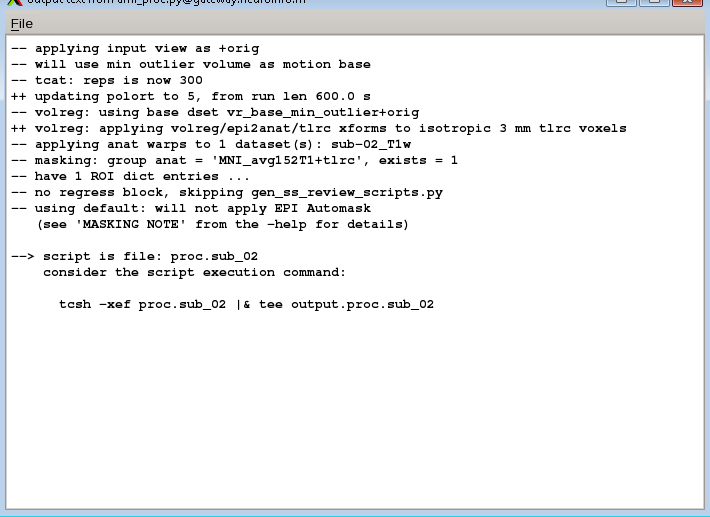 output text from afni_proc.py@gateway.neuroinfo.in
File
-- applying input view as +orig
-- will use min outlier volume as motion base
-- tcat: reps is now 300
++ updating polort to 5, from run len 600.0 s
-- volreg: using base dset vr_base_min_outlier+orig
++ volreg: applying volreg/epi2anat/tlrc xforms to isotropic 3 mm tlrc voxels
-- applying anat warps to 1 dataset(s): sub-02_T1w
-- masking: group anat = 'MNI_avg152T1+tlrc', exists = 1
-- have 1 ROI dict entries ...
-- no regress block, skipping gen_ss_review_scripts.py
-- using default: will not apply EPI Automask
(see 'MASKING NOTE' from the -help for details)
--> script is file: proc.sub_02
consider the script execution command:
tcsh -xef proc.sub_02 |& tee output.proc.sub_02